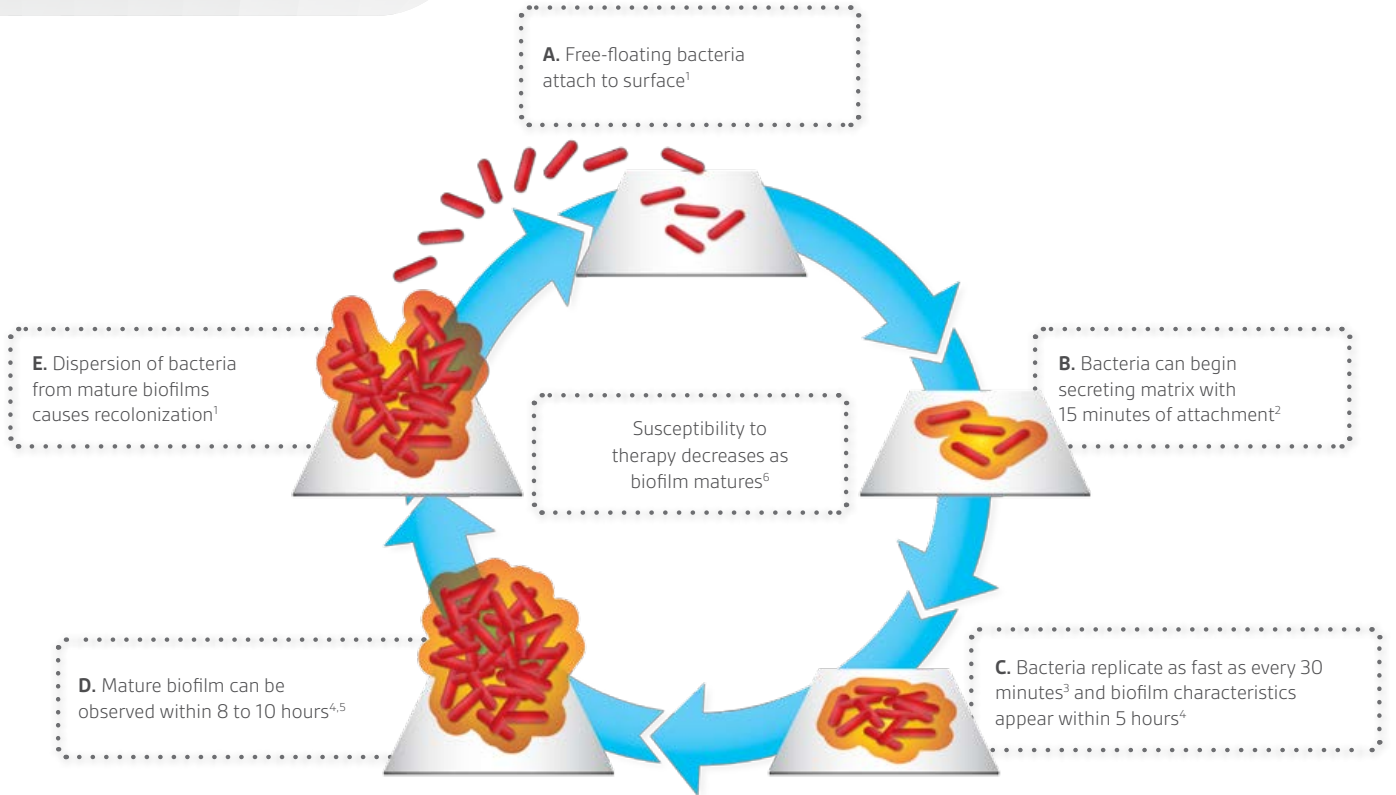 A. Free-floating bacteria
attach to surface¹
B. Bacteria can begin
secreting matrix with
15 minutes of attachment²
C. Bacteria replicate as fast as every 30
minutes³ and biofilm characteristics
appear within 5 hours⁴
D. Mature biofilm can be
observed within 8 to 10 hours⁴,⁵
E. Dispersion of bacteria
from mature biofilms
causes recolonization¹
Susceptibility to
therapy decreases as
biofilm matures⁶